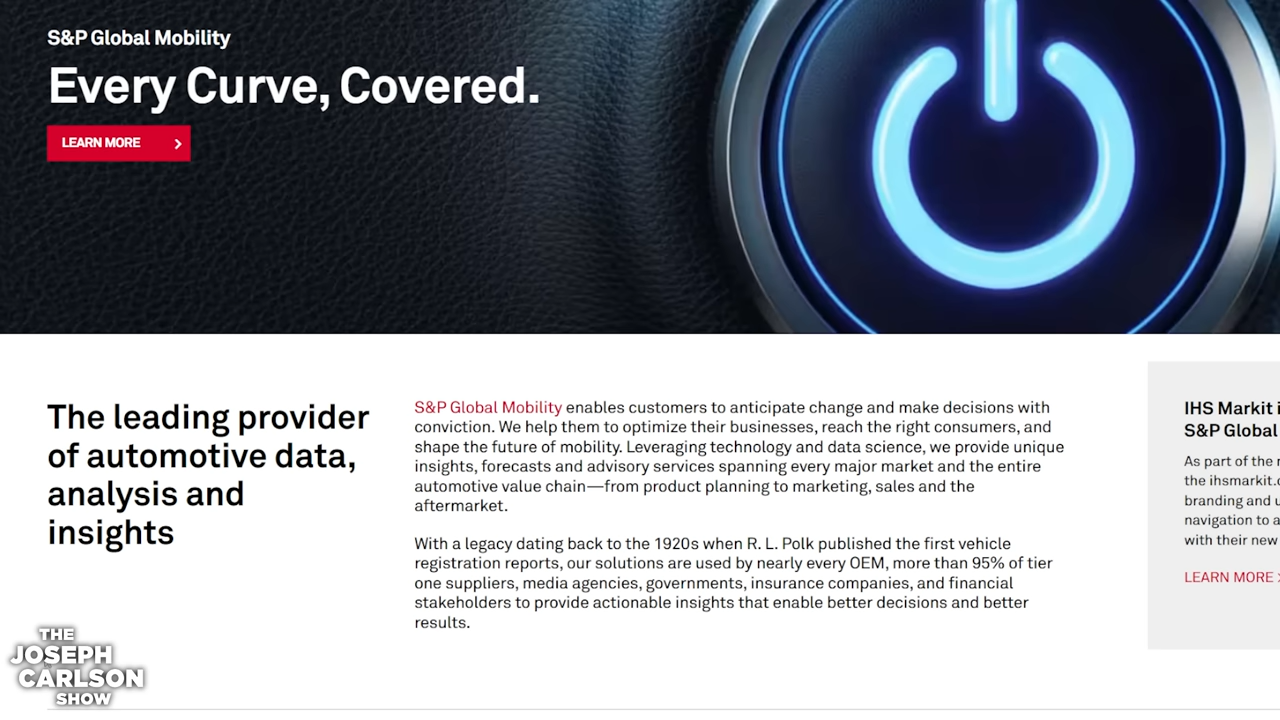 S&P Global Mobility
Every Curve, Covered.
LEARN MORE
The leading provider
of automotive data,
analysis and
insights
S&P Global Mobility enables customers to anticipate change and make decisions with
conviction. We help them to optimize their businesses, reach the right consumers, and
shape the future of mobility. Leveraging technology and data science, we provide unique
insights, forecasts and advisory services spanning every major market and the entire
automotive value chain—from product planning to marketing, sales and the
aftermarket.
With a legacy dating back to the 1920s when R. L. Polk published the first vehicle
registration reports, our solutions are used by nearly every OEM, more than 95% of tier
one suppliers, media agencies, governments, insurance companies, and financial
stakeholders to provide actionable insights that enable better decisions and better
results.
IHS Markit
S&P Global
As part of the
the ihsmarkit.
branding and
navigation to
with their new
LEARN MORE
THE
JOSEPH
CARLSON
SHOW